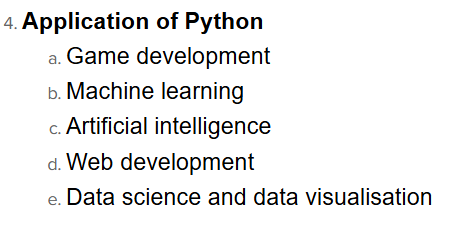 4. Application of Python
a. Game development
b. Machine learning
c. Artificial intelligence
d. Web development
e. Data science and data visualisation